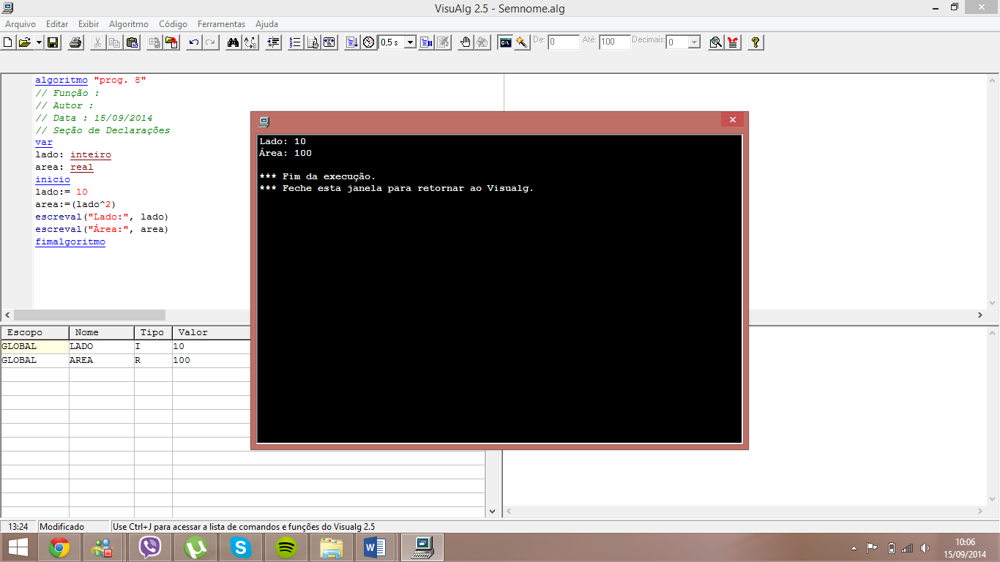 VisuAlg 2.5 - Semnome.alg
Arquivo Editar Exibir Algoritmo Código Ferramentas Ajuda
0,5 s De: 0 Até: 100 Decimais: 0
algoritmo "prog. 8"
// Função :
// Autor :
// Data : 15/09/2014
// Seção de Declarações
var
lado: inteiro
area: real
inicio
lado:= 10
area:=(lado^2)
escreval("Lado:", lado)
escreval("Área:", area)
fimalgoritmo
Lado: 10
Área: 100
*** Fim da execução.
*** Feche esta janela para retornar ao Visualg.
Escopo Nome Tipo Valor
GLOBAL LADO I 10
GLOBAL AREA R 100
13:24 Modificado Use Ctrl+J para acessar a lista de comandos e funções do Visualg 2.5
10:06
15/09/2014